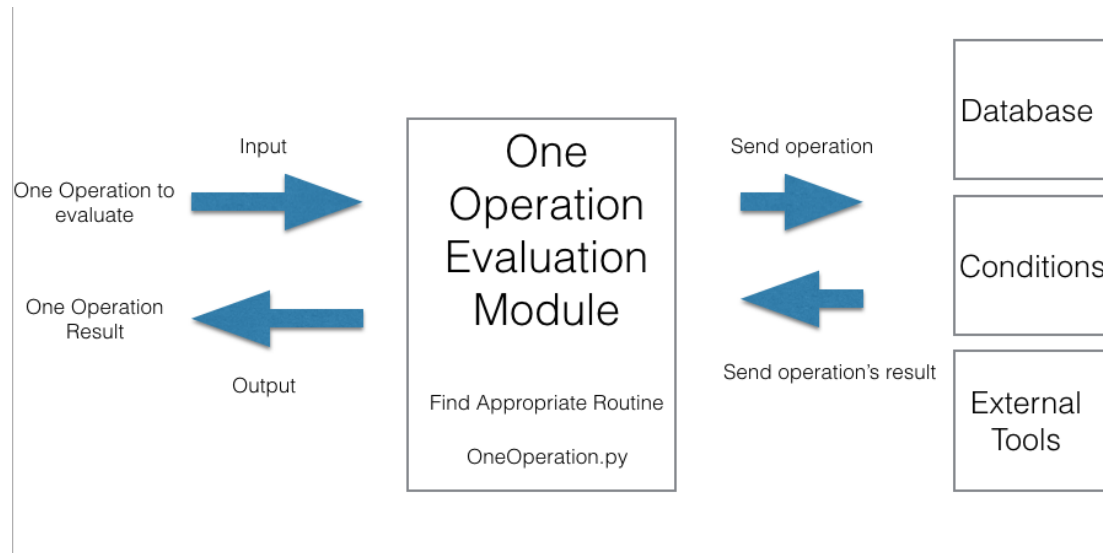 Input
One Operation to
evaluate
One Operation
Result
Output
One
Operation
Evaluation
Module
Find Appropriate Routine
OneOperation.py
Send operation
Send operation’s result
Database
Conditions
External
Tools